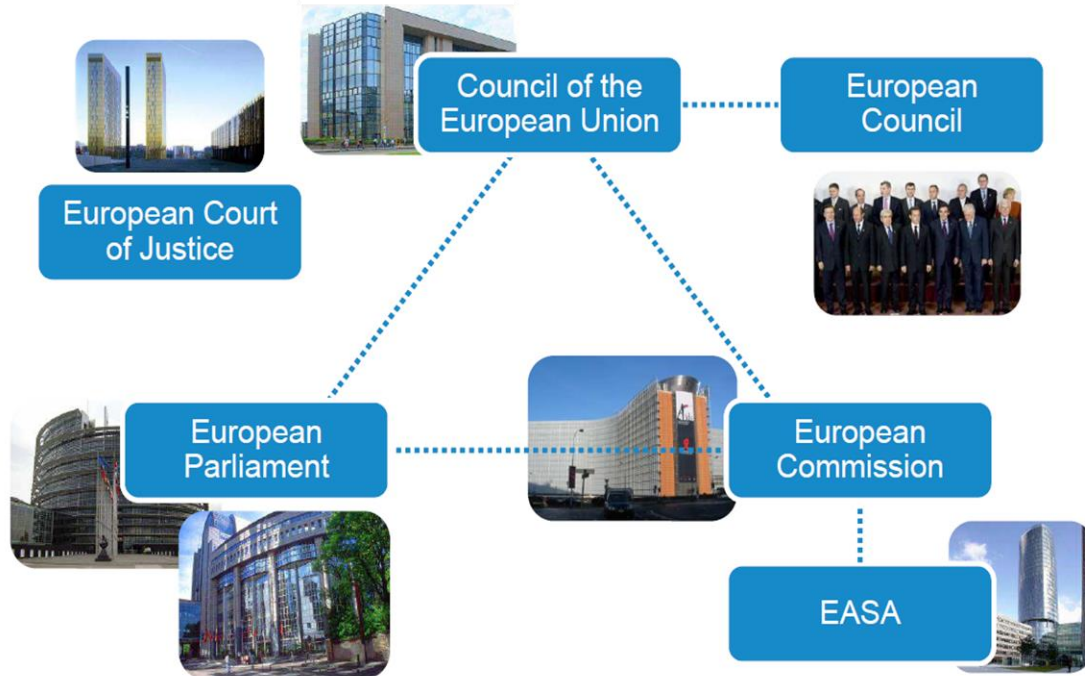 Council of the
European Union
European
Council
European Court
of Justice
European
Parliament
European
Commission
EASA